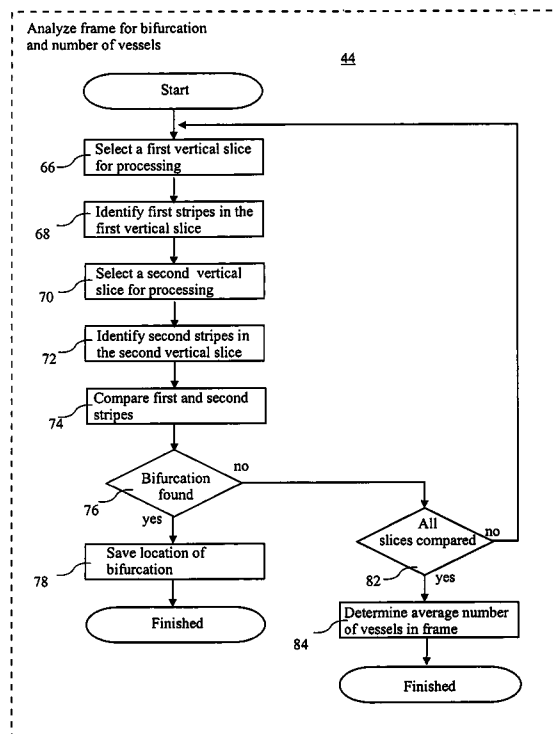 Analyze frame for bifurcation
and number of vessels
44
Start
66
Select a first vertical slice
for processing
68
Identify first stripes in the
first vertical slice
70
Select a second vertical
slice for processing
72
Identify second stripes in
the second vertical slice
74
Compare first and second
stripes
76
Bifurcation
found
no
yes
78
Save location of
bifurcation
Finished
All
slices compared
no
82
yes
84
Determine average number
of vessels in frame
Finished